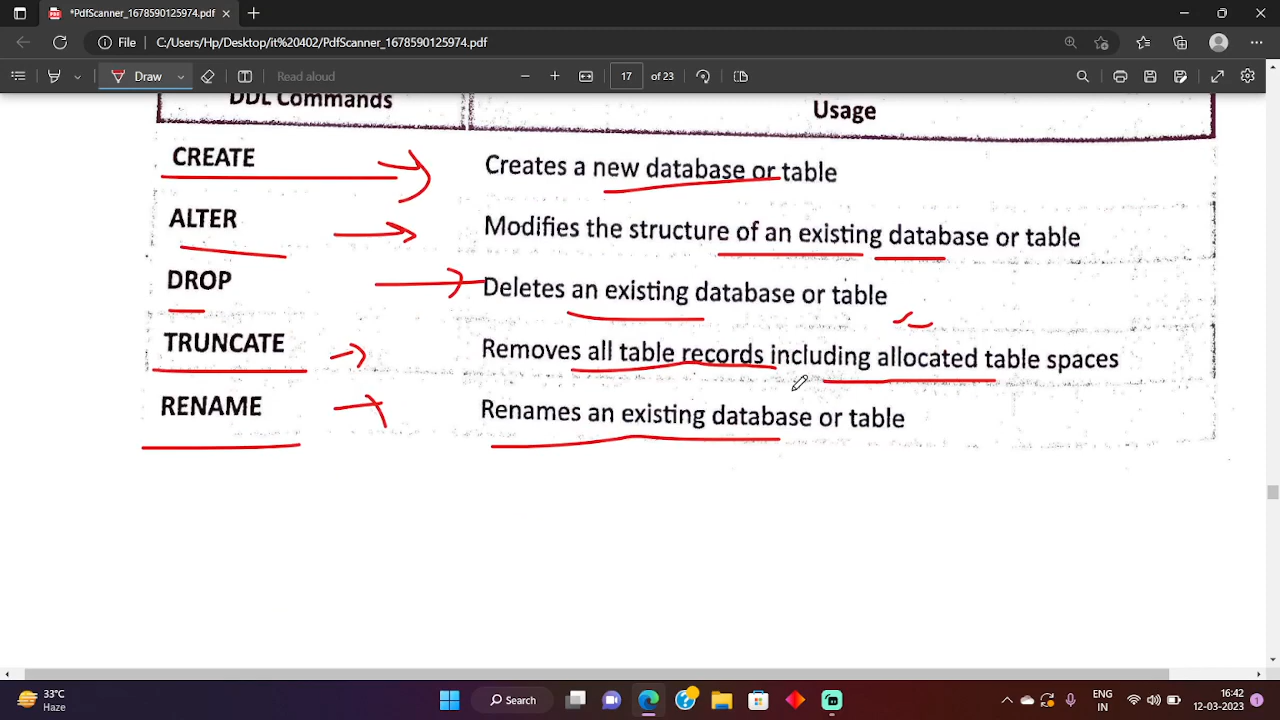 *PdfScanner_1678590125974.pdf
File C:/Users/Hp/Desktop/it%20402/PdfScanner_1678590125974.pdf
Draw Read aloud 17 of 23
DDL Commands Usage
CREATE Creates a new database or table
ALTER Modifies the structure of an existing database or table
DROP Deletes an existing database or table
TRUNCATE Removes all table records including allocated table spaces
RENAME Renames an existing database or table
33°C
Haze
Search
ENG
IN
16:42
12-03-2023
1